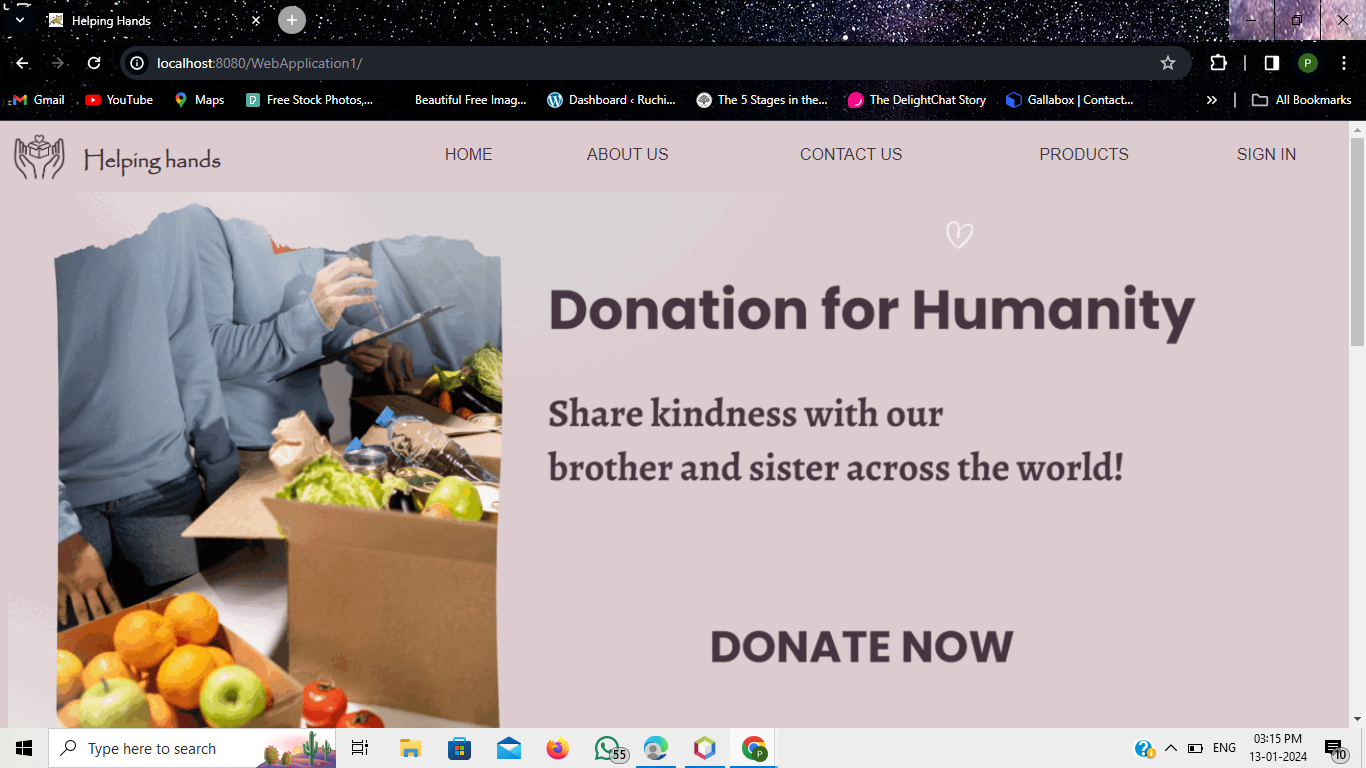 Helping Hands
localhost:8080/WebApplication1/
P
Gmail
YouTube
Maps
Free Stock Photos,...
Beautiful Free Imag...
Dashboard ‹ Ruchi...
The 5 Stages in the...
The DelightChat Story
Gallabox | Contact...
»
All Bookmarks
Helping hands
HOME
ABOUT US
CONTACT US
PRODUCTS
SIGN IN
Donation for Humanity
Share kindness with our
brother and sister across the world!
DONATE NOW
Type here to search
55
P
ENG
03:15 PM
13-01-2024
10